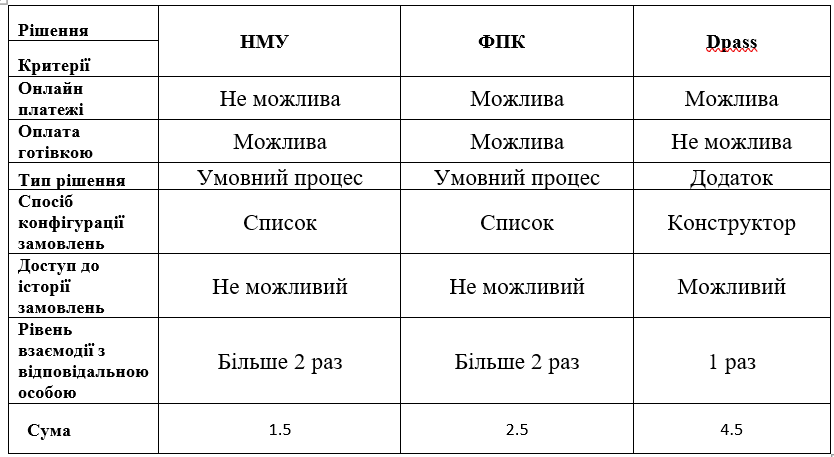 Рішення
НМУ ФПК Dpass
Критерії
Онлайн
платежі
Не можлива Можлива Можлива
Оплата
готівкою
Можлива Можлива Не можлива
Тип рішення Умовний процес Умовний процес Додаток
Спосіб
конфігурації
замовлень
Список Список Конструктор
Доступ до
історії
замовлень
Не можливий Не можливий Можливий
Рівень
взаємодії з
відповідальною
особою
Більше 2 раз Більше 2 раз 1 раз
Сума 1.5 2.5 4.5